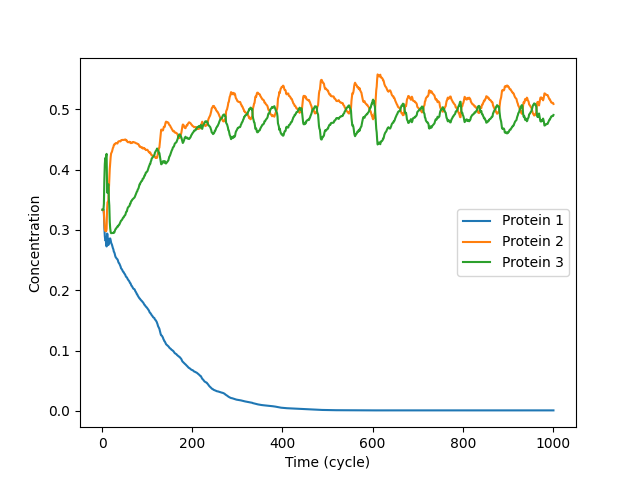 0.5
0.4
0.3
0.2
0.1
0.0
Concentration
Protein 1
Protein 2
Protein 3
0 200 400 600 800 1000
Time (cycle)